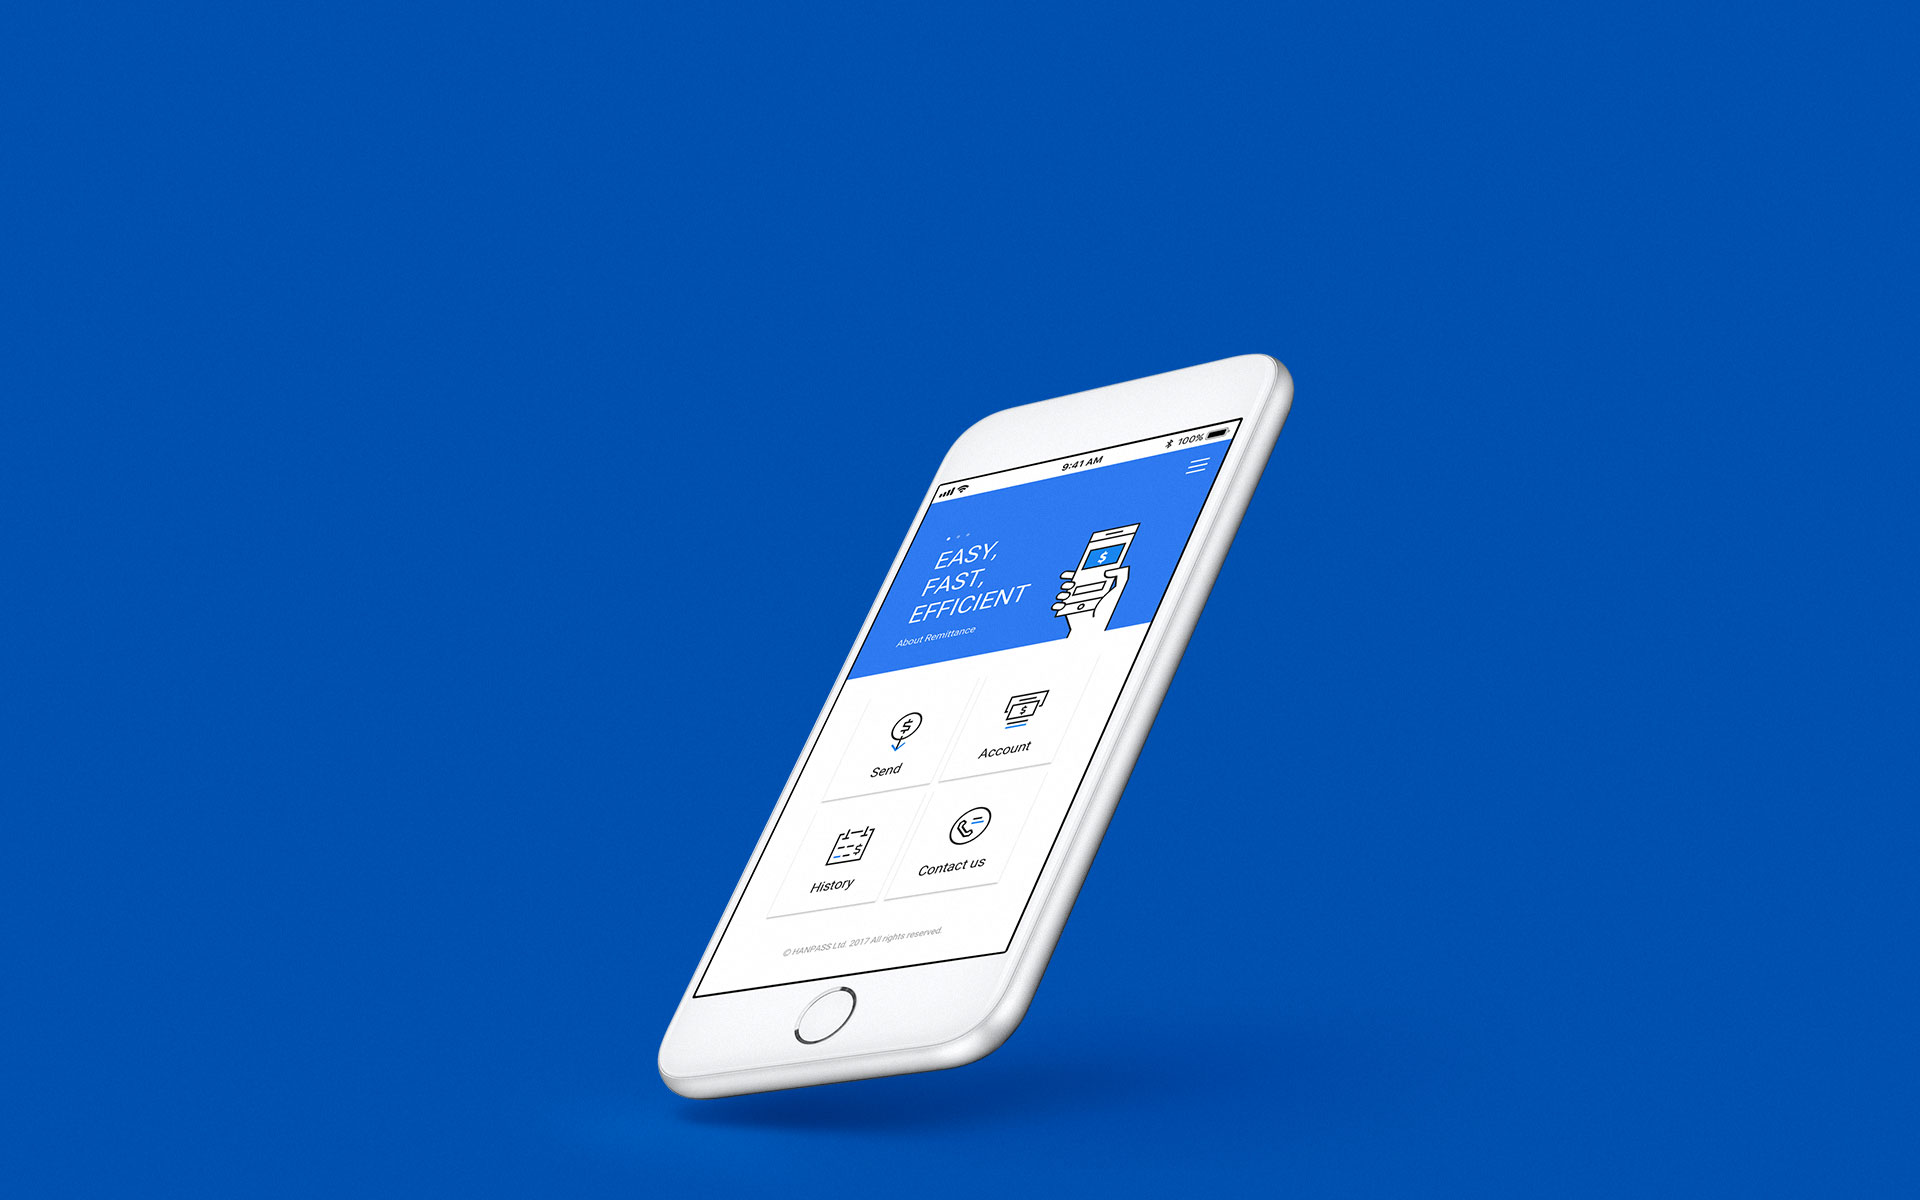 9:41 AM
100%
EASY,
FAST,
EFFICIENT
About Remittance
$
$
Send
$
Account
$
History
Contact us
© HANPASS Ltd. 2017 All rights reserved.